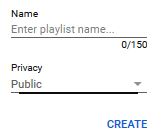 Name
Enter playlist name...
0/150
Privacy
Public
CREATE